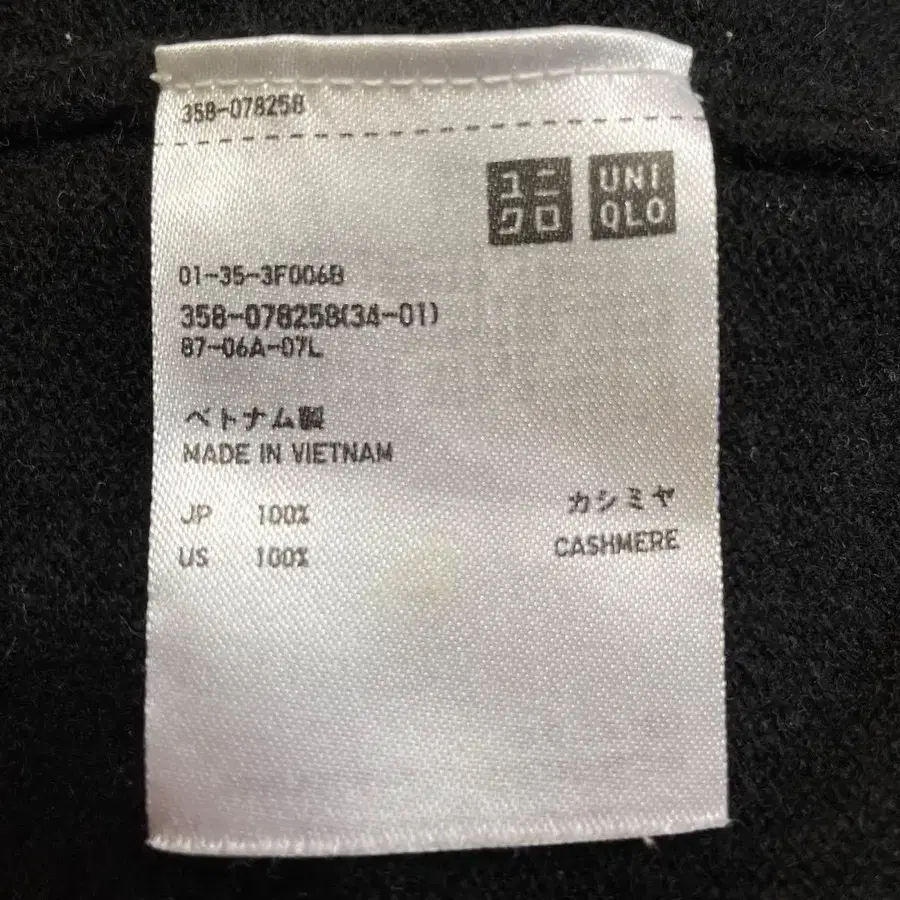 358-078258
ユニ
クロ
UNI
QLO
01-35-3F006B
358-078258(34-01)
87-06A-07L
ベトナム製
MADE IN VIETNAM
JP 100% カシミヤ
US 100% CASHMERE